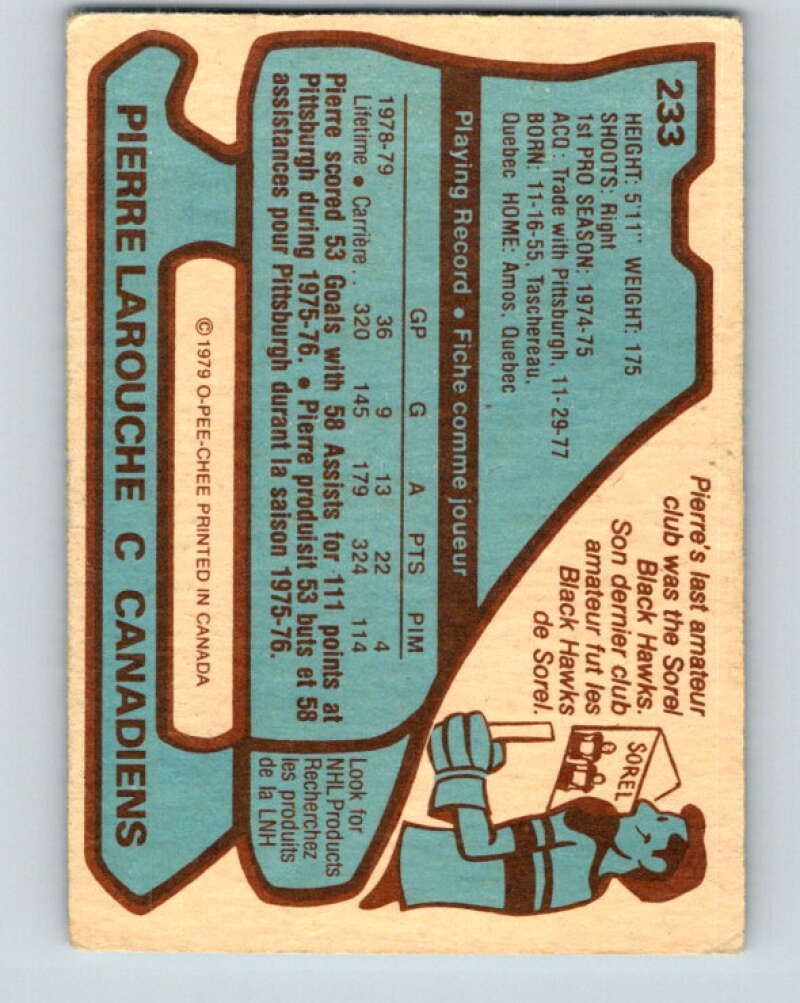 233
HEIGHT: 5'11" WEIGHT: 175
SHOOTS: Right
1st PRO SEASON: 1974-75
ACQ: Trade with Pittsburgh, 11-29-77
BORN: 11-16-55, Taschereau,
Quebec HOME: Amos, Quebec
Pierre's last amateur
club was the Sorel
Black Hawks.
Son dernier club
amateur fut les
Black Hawks
de Sorel.
SOREL
Playing Record • Fiche comme joueur
GP G A PTS PIM
1978-79 36 9 13 22 4
Lifetime • Carrière . . 320 145 179 324 114
Pierre scored 53 Goals with 58 Assists for 111 points at
Pittsburgh during 1975-76. • Pierre produisit 53 buts et 58
assistances pour Pittsburgh durant la saison 1975-76.
Look for
NHL Products
Recherchez
les produits
de la LNH
© 1979 O-PEE-CHEE PRINTED IN CANADA
PIERRE LAROUCHE C CANADIENS